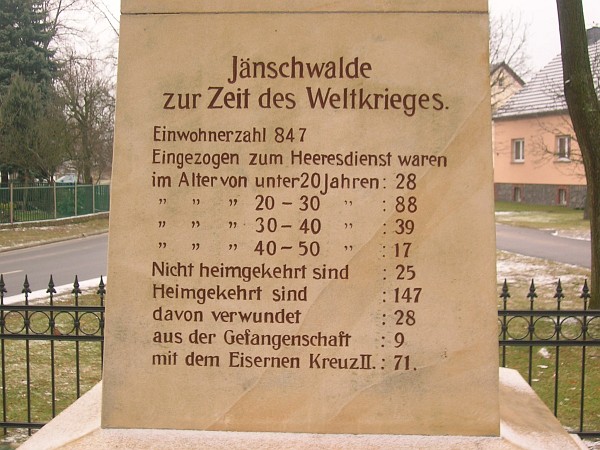 Jänschwalde
zur Zeit des Weltkrieges.
Einwohnerzahl 847
Eingezogen zum Heeresdienst waren
im Alter von unter 20 Jahren: 28
" " " 20 – 30 " : 88
" " " 30 – 40 " : 39
" " " 40 – 50 " : 17
Nicht heimgekehrt sind : 25
Heimgekehrt sind : 147
davon verwundet : 28
aus der Gefangenschaft : 9
mit dem Eisernen Kreuz II. : 71.